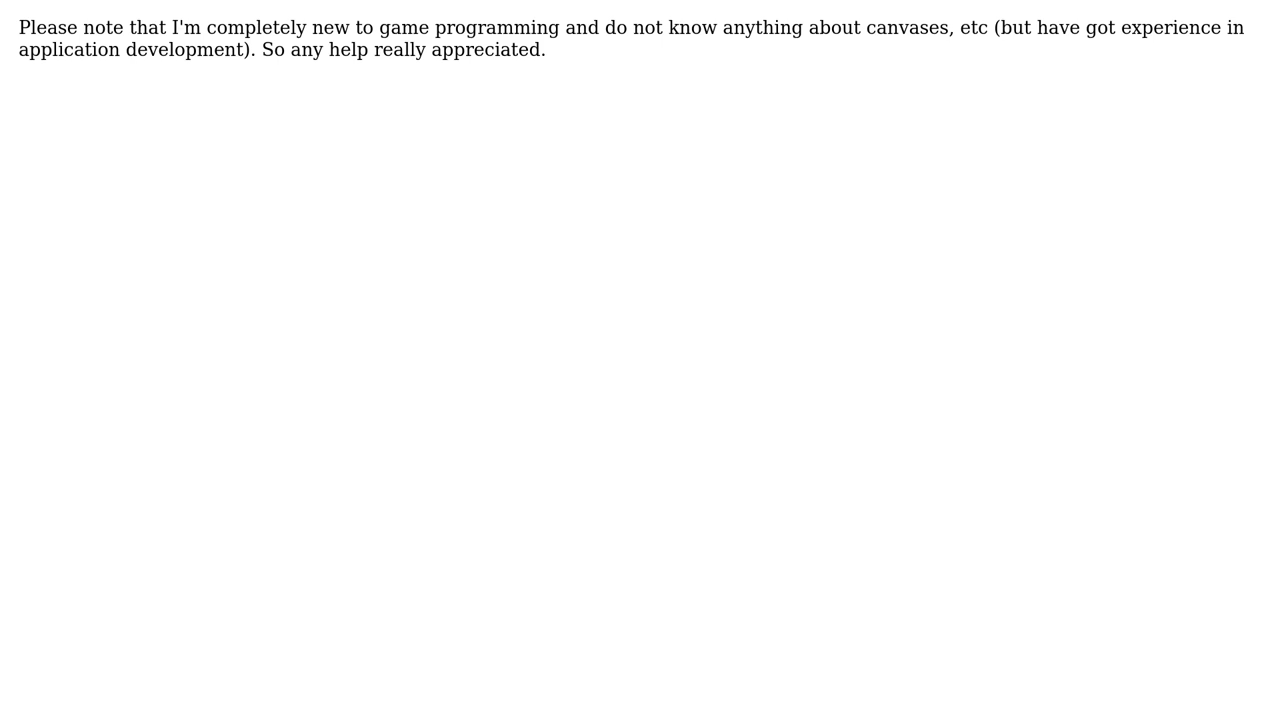 Please note that I'm completely new to game programming and do not know anything about canvases, etc (but have got experience in
application development). So any help really appreciated.